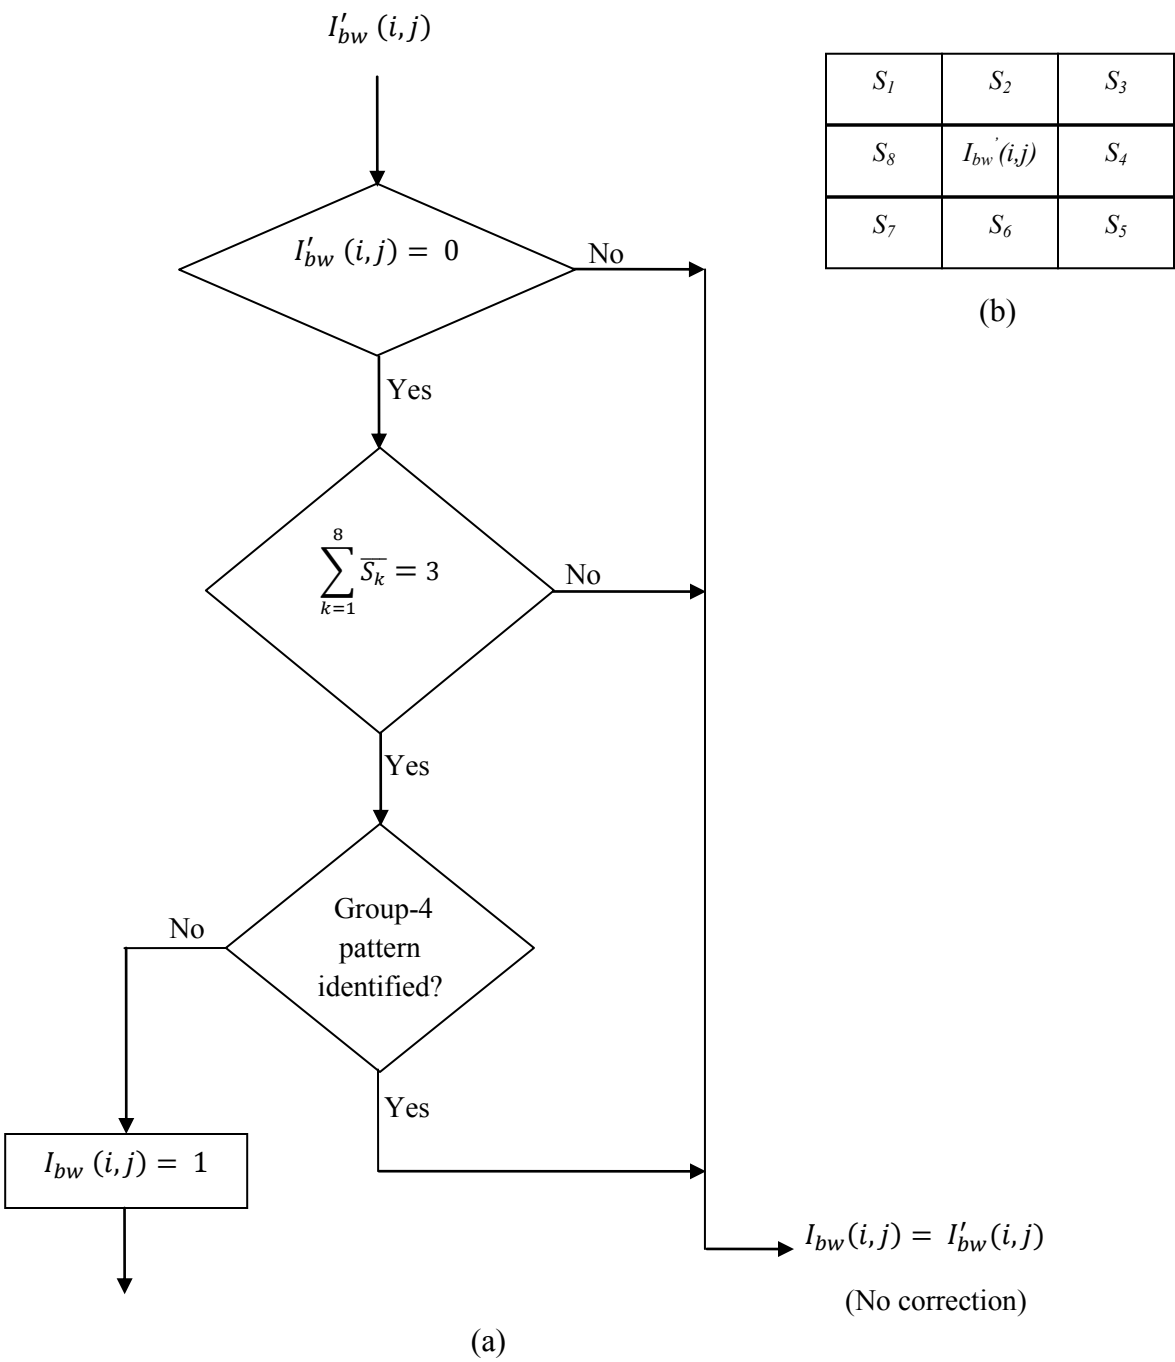 I′bw (i,j)
I′bw (i,j) = 0
No
Yes
8
∑ S̅k̅ = 3
k=1
No
Yes
Group-4
pattern
identified?
No
Yes
Ibw (i,j) = 1
Ibw(i,j) = I′bw(i,j)
(No correction)
(a)
S1 S2 S3
S8 Ibw’(i,j) S4
S7 S6 S5
(b)